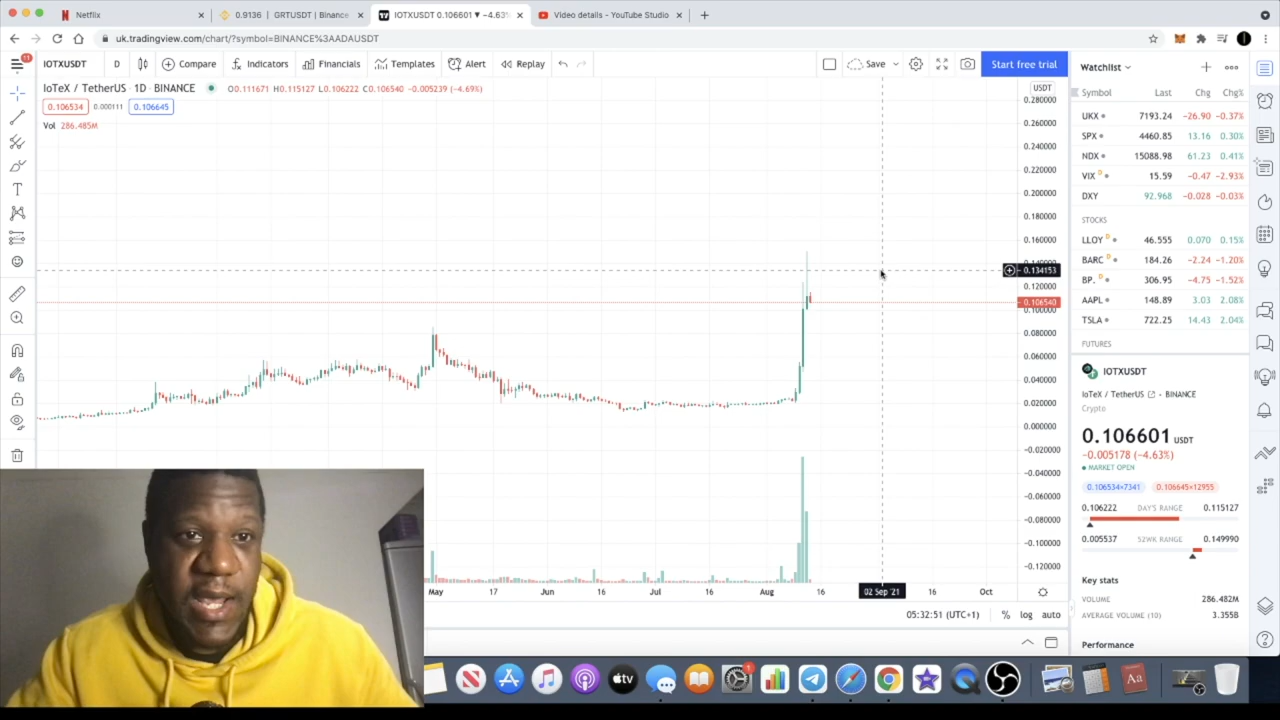 Netflix
0.9136 | GRTUSDT | Binance
IOTXUSDT 0.106601 ▼ −4.63%
Video details - YouTube Studio
uk.tradingview.com/chart/?symbol=BINANCE%3AADAUSDT
11
IOTXUSDT D Compare Indicators Financials Templates Alert Replay Save Start free trial
IoTeX / TetherUS · 1D · BINANCE O0.111671 H0.115127 L0.106222 C0.106540 −0.005239 (−4.69%)
0.106534 0.000111 0.106645
Vol 286.485M
USDT
0.280000
0.260000
0.240000
0.220000
0.200000
0.180000
0.160000
0.140000
0.134153
0.120000
0.106540
0.100000
0.080000
0.060000
0.040000
0.020000
0.000000
−0.020000
−0.040000
−0.060000
−0.080000
−0.100000
−0.120000
May 17 Jun 16 Jul 16 Aug 16 02 Sep '21 16 Oct
05:32:51 (UTC+1) % log auto
Watchlist
Symbol Last Chg Chg%
UKX 7193.24 −26.90 −0.37%
SPX 4460.85 13.16 0.30%
NDX 15088.98 61.23 0.41%
VIX D 15.59 −0.47 −2.93%
DXY 92.968 −0.028 −0.03%
STOCKS
LLOY D 46.555 0.070 0.15%
BARC D 184.26 −2.24 −1.20%
BP. D 306.95 −4.75 −1.52%
AAPL 148.89 3.03 2.08%
TSLA 722.25 14.43 2.04%
FUTURES
IOTXUSDT
IoTeX / TetherUS · BINANCE
Crypto
0.106601 USDT
−0.005178 (−4.63%)
MARKET OPEN
0.106534×7341 0.106645×12955
0.106222 DAY'S RANGE 0.115127
0.005537 52WK RANGE 0.149990
Key stats
VOLUME 286.482M
AVERAGE VOLUME (10) 3.355B
Performance
tv
1